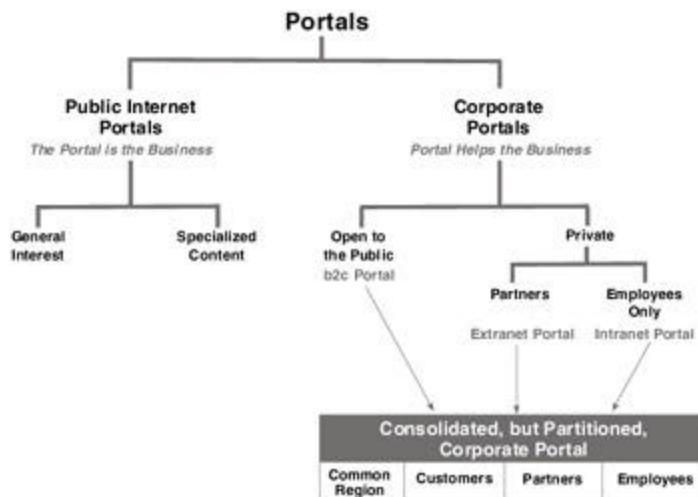 Portals
Public Internet
Portals
The Portal is the Business
Corporate
Portals
Portal Helps the Business
General
Interest
Specialized
Content
Open to
the Public
b2c Portal
Private
Partners
Extranet Portal
Employees
Only
Intranet Portal
Consolidated, but Partitioned,
Corporate Portal
Common
Region
Customers
Partners
Employees